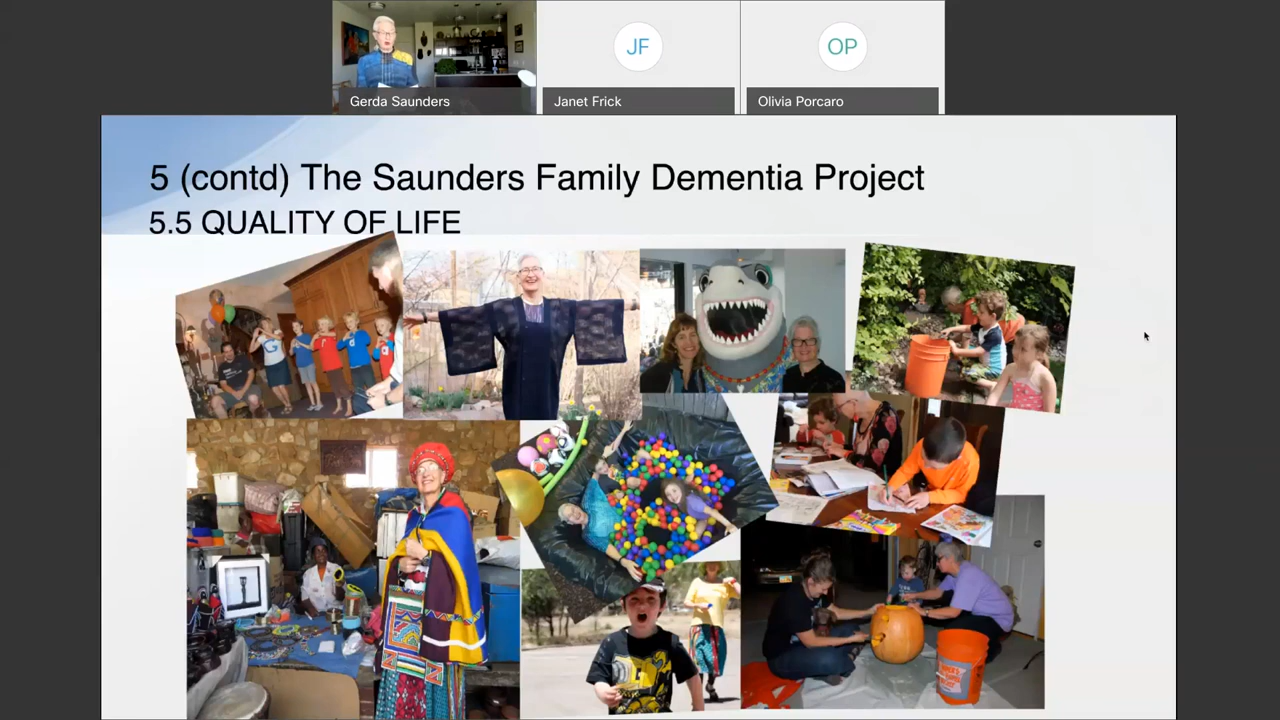 JF
OP
Gerda Saunders
Janet Frick
Olivia Porcaro
5 (contd) The Saunders Family Dementia Project
5.5 QUALITY OF LIFE